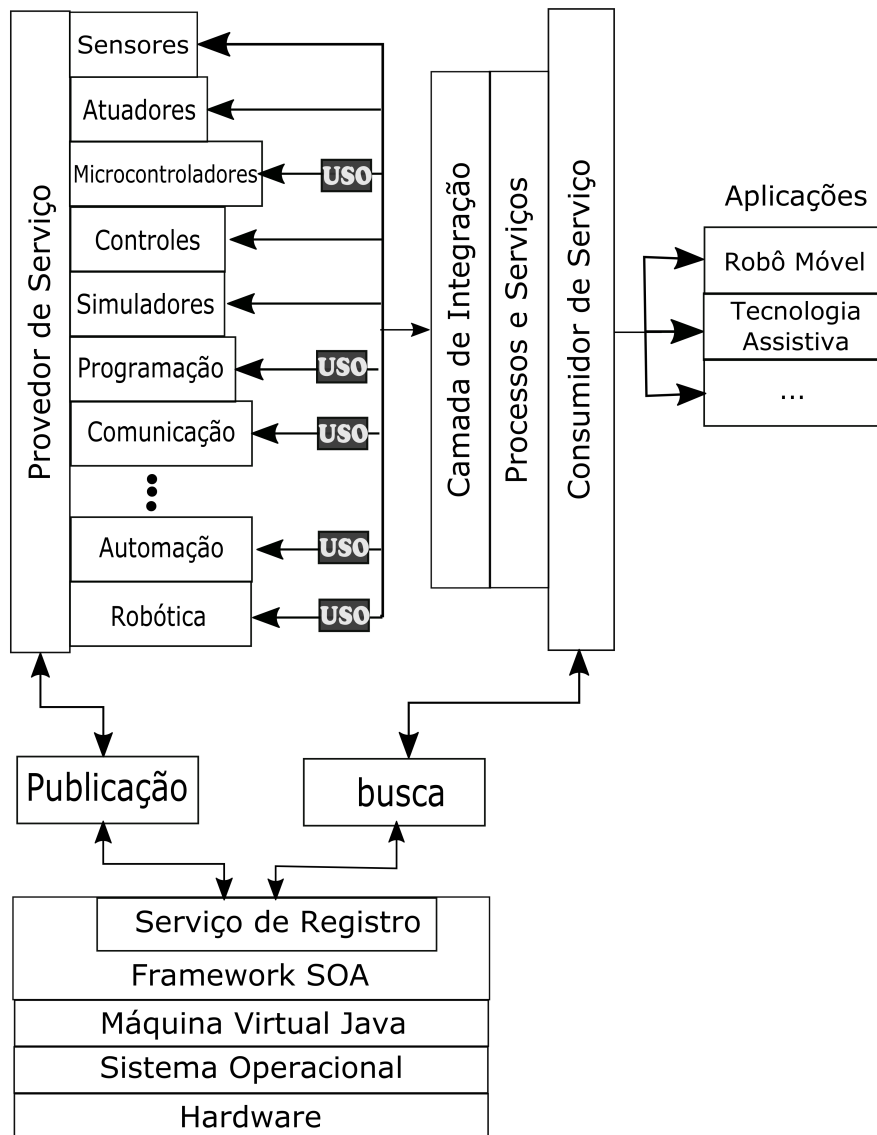 Provedor de Serviço
Sensores
Atuadores
Microcontroladores
USO
Controles
Simuladores
Programação
USO
Comunicação
USO
Automação
USO
Robótica
USO
Camada de Integração
Processos e Serviços
Consumidor de Serviço
Aplicações
Robô Móvel
Tecnologia
Assistiva
...
Publicação
busca
Serviço de Registro
Framework SOA
Máquina Virtual Java
Sistema Operacional
Hardware